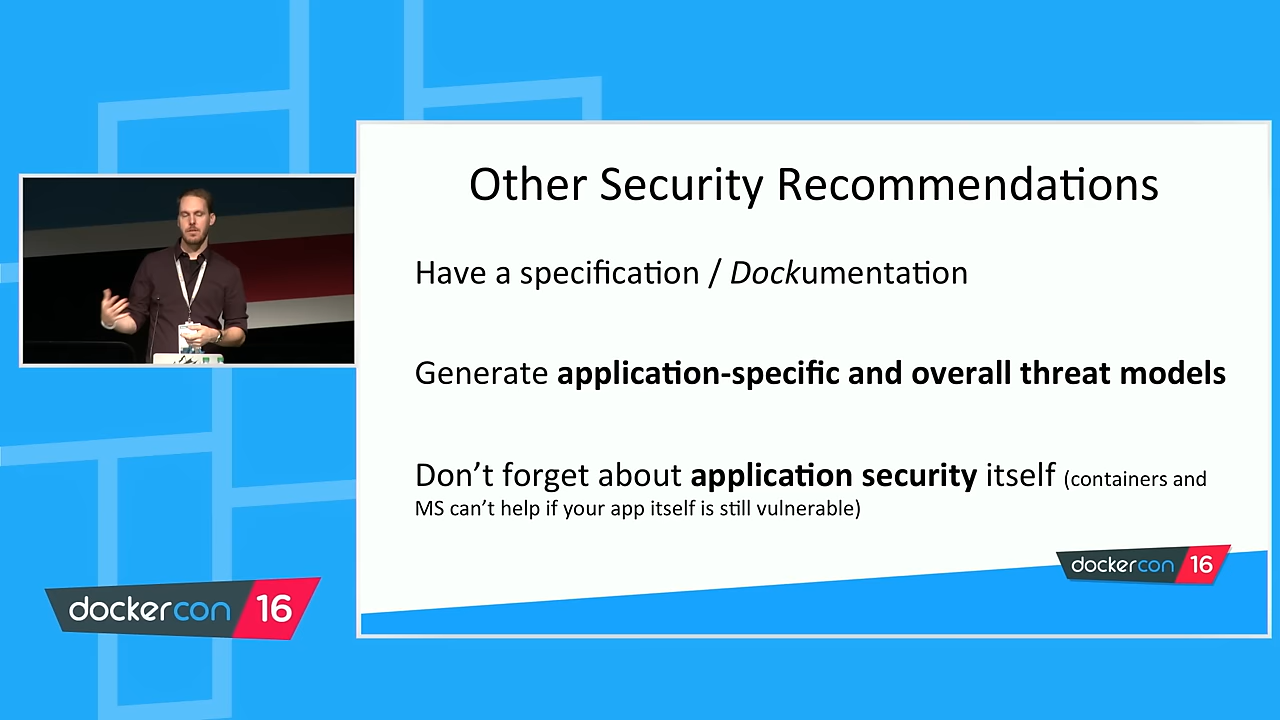 Other Security Recommendations
Have a specification / Dockumentation
Generate application-specific and overall threat models
Don't forget about application security itself (containers and
MS can't help if your app itself is still vulnerable)
dockercon 16
dockercon 16